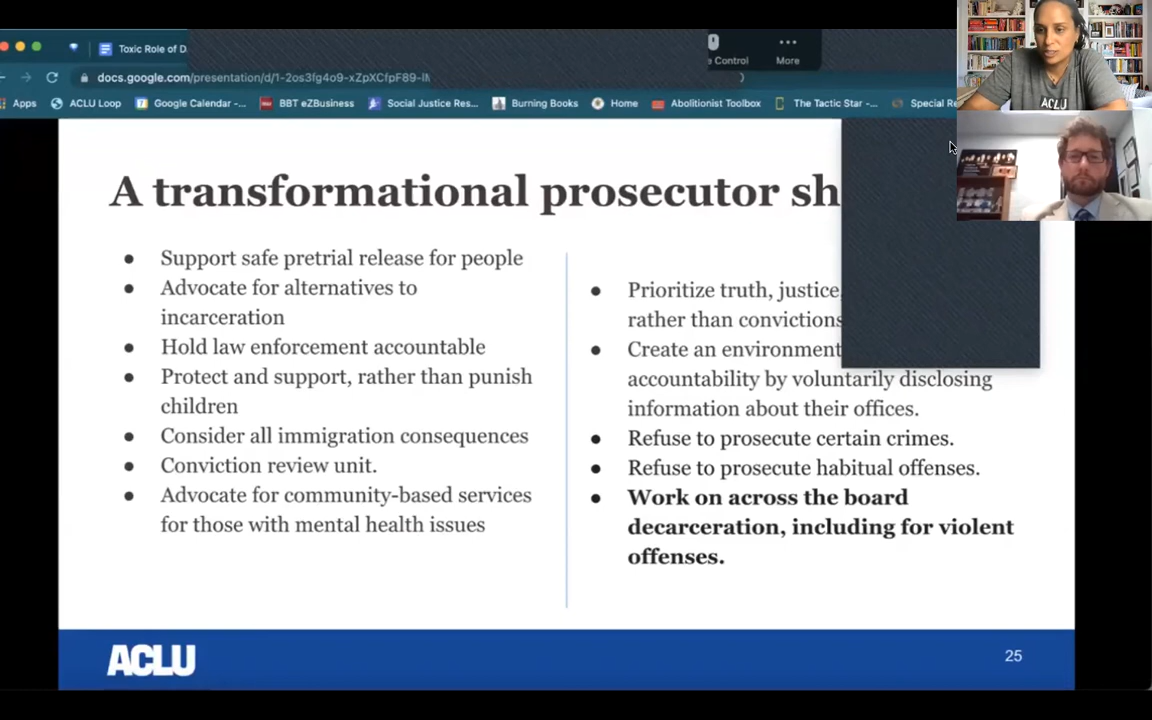 Toxic Role of D
e Control
More
docs.google.com/presentation/d/1-2os3fg4o9-xZpXCfpF89-
Apps
ACLU Loop
Google Calendar -...
BBT eZBusiness
Social Justice Res...
Burning Books
Home
Abolitionist Toolbox
The Tactic Star -...
Special Re
ACLU
A transformational prosecutor sh
• Support safe pretrial release for people
• Advocate for alternatives to
incarceration
• Hold law enforcement accountable
• Protect and support, rather than punish
children
• Consider all immigration consequences
• Conviction review unit.
• Advocate for community-based services
for those with mental health issues
• Prioritize truth, justice,
rather than convictions
• Create an environment
accountability by voluntarily disclosing
information about their offices.
• Refuse to prosecute certain crimes.
• Refuse to prosecute habitual offenses.
• Work on across the board
decarceration, including for violent
offenses.
ACLU
25